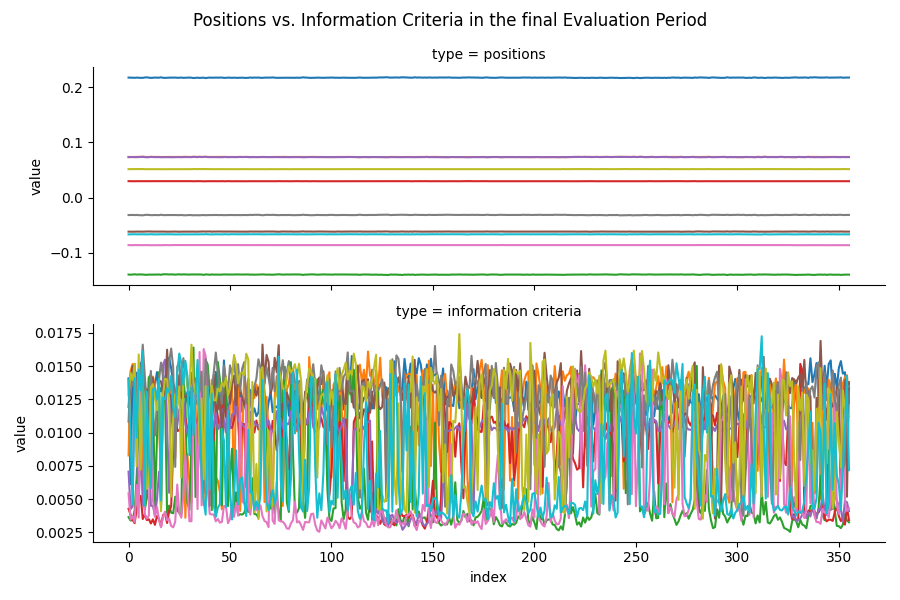 Positions vs. Information Criteria in the final Evaluation Period
type = positions
0.2
0.1
0.0
−0.1
value
type = information criteria
0.0175
0.0150
0.0125
0.0100
0.0075
0.0050
0.0025
value
0 50 100 150 200 250 300 350
index